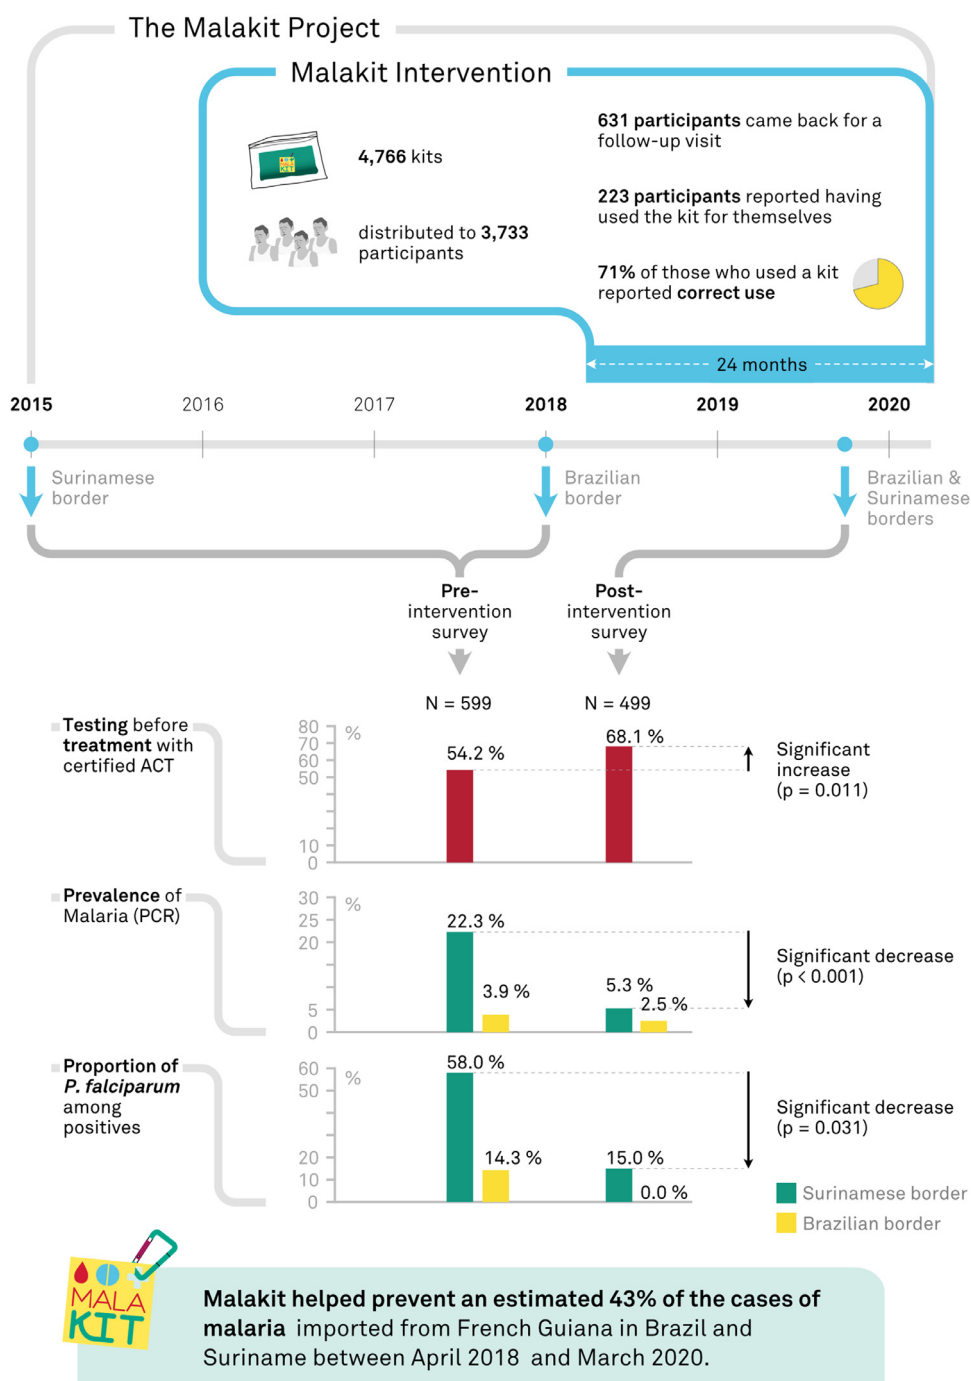 The Malakit Project
Malakit Intervention
4,766 kits
distributed to 3,733
participants
631 participants came back for a
follow-up visit
223 participants reported having
used the kit for themselves
71% of those who used a kit
reported correct use
24 months
2015 2016 2017 2018 2019 2020
Surinamese
border
Brazilian
border
Brazilian &
Surinamese
borders
Pre-
intervention
survey
Post-
intervention
survey
N = 599
N = 499
Testing before
treatment with
certified ACT
80
70
60
50
10
0
%
54.2 %
68.1 %
Significant
increase
(p = 0.011)
Prevalence of
Malaria (PCR)
30
25
20
5
0
%
22.3 %
3.9 %
5.3 %
2.5 %
Significant decrease
(p < 0.001)
Proportion of
P. falciparum
among
positives
60
50
20
10
0
%
58.0 %
14.3 %
15.0 %
0.0 %
Significant decrease
(p = 0.031)
Surinamese border
Brazilian border
MALA
KIT
Malakit helped prevent an estimated 43% of the cases of
malaria imported from French Guiana in Brazil and
Suriname between April 2018 and March 2020.